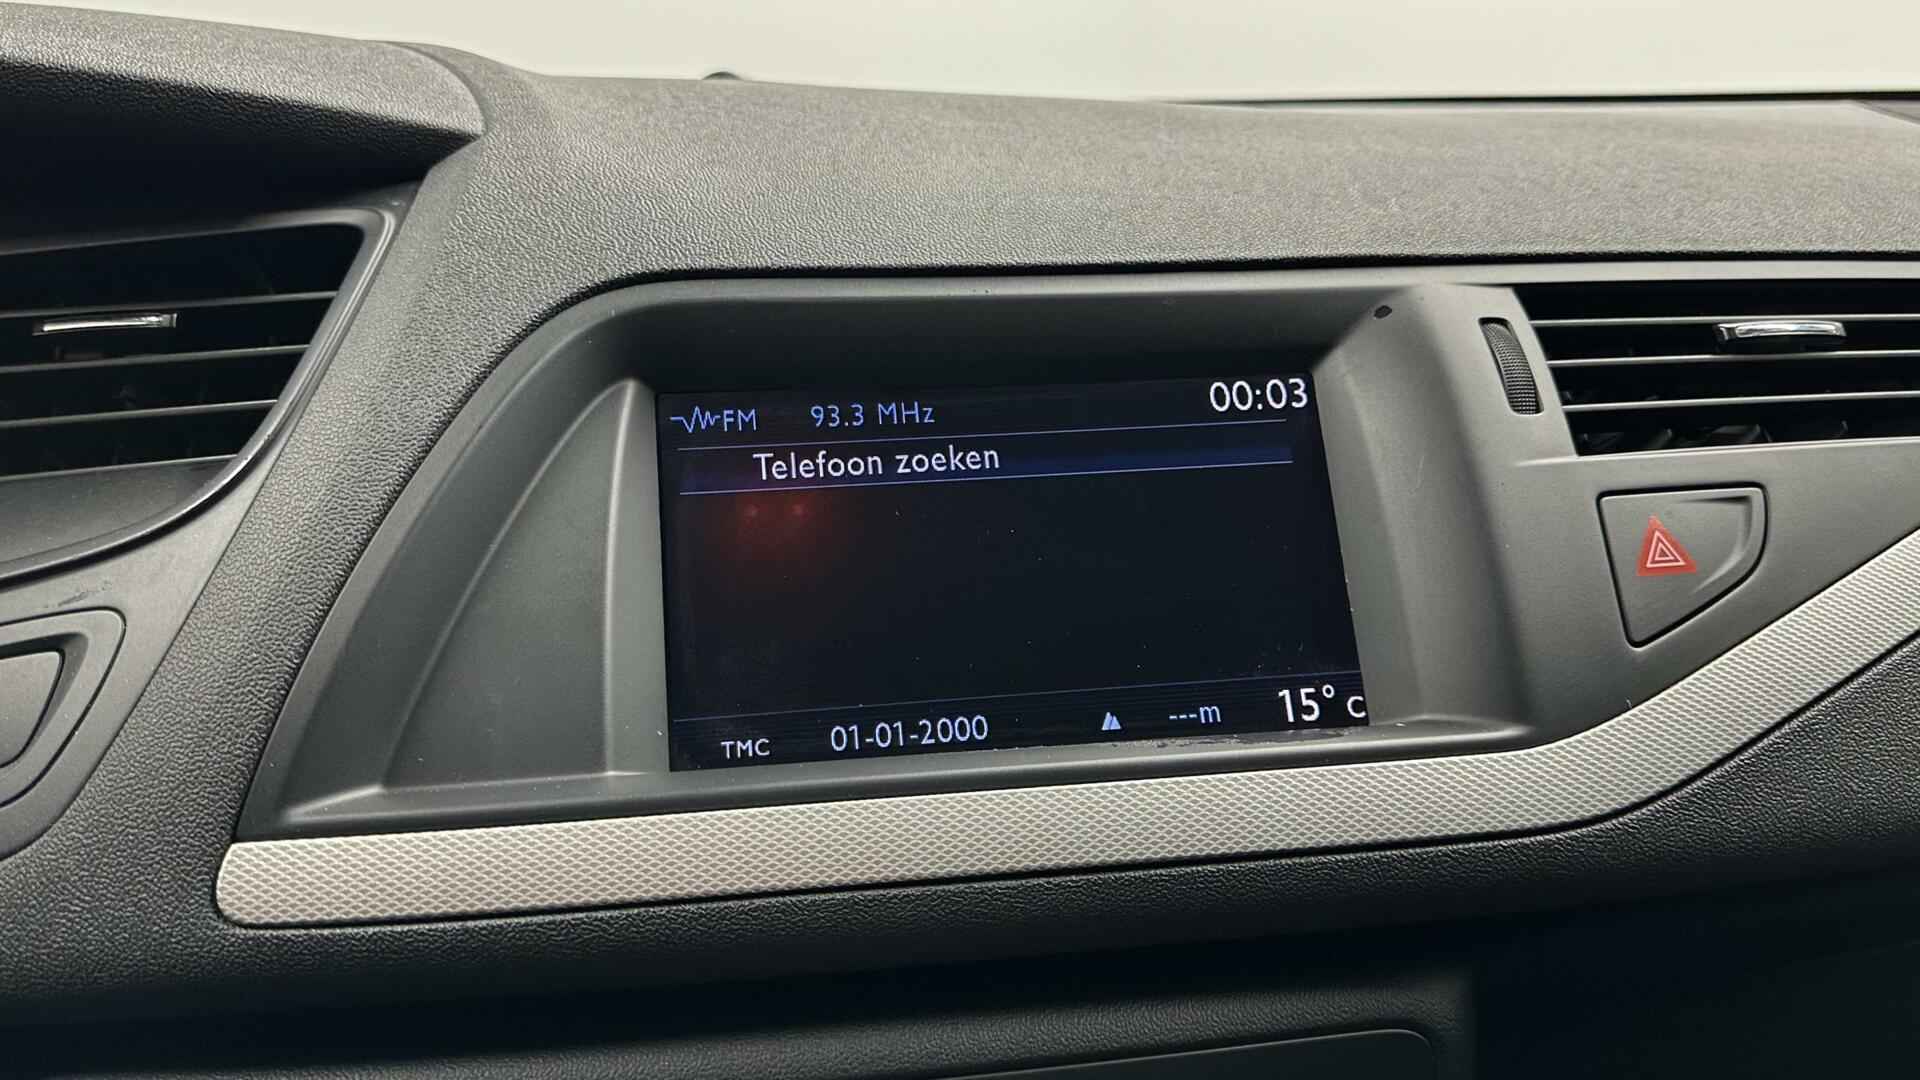 FM 93.3 MHz 00:03
Telefoon zoeken
TMC 01-01-2000 ---m 15° C